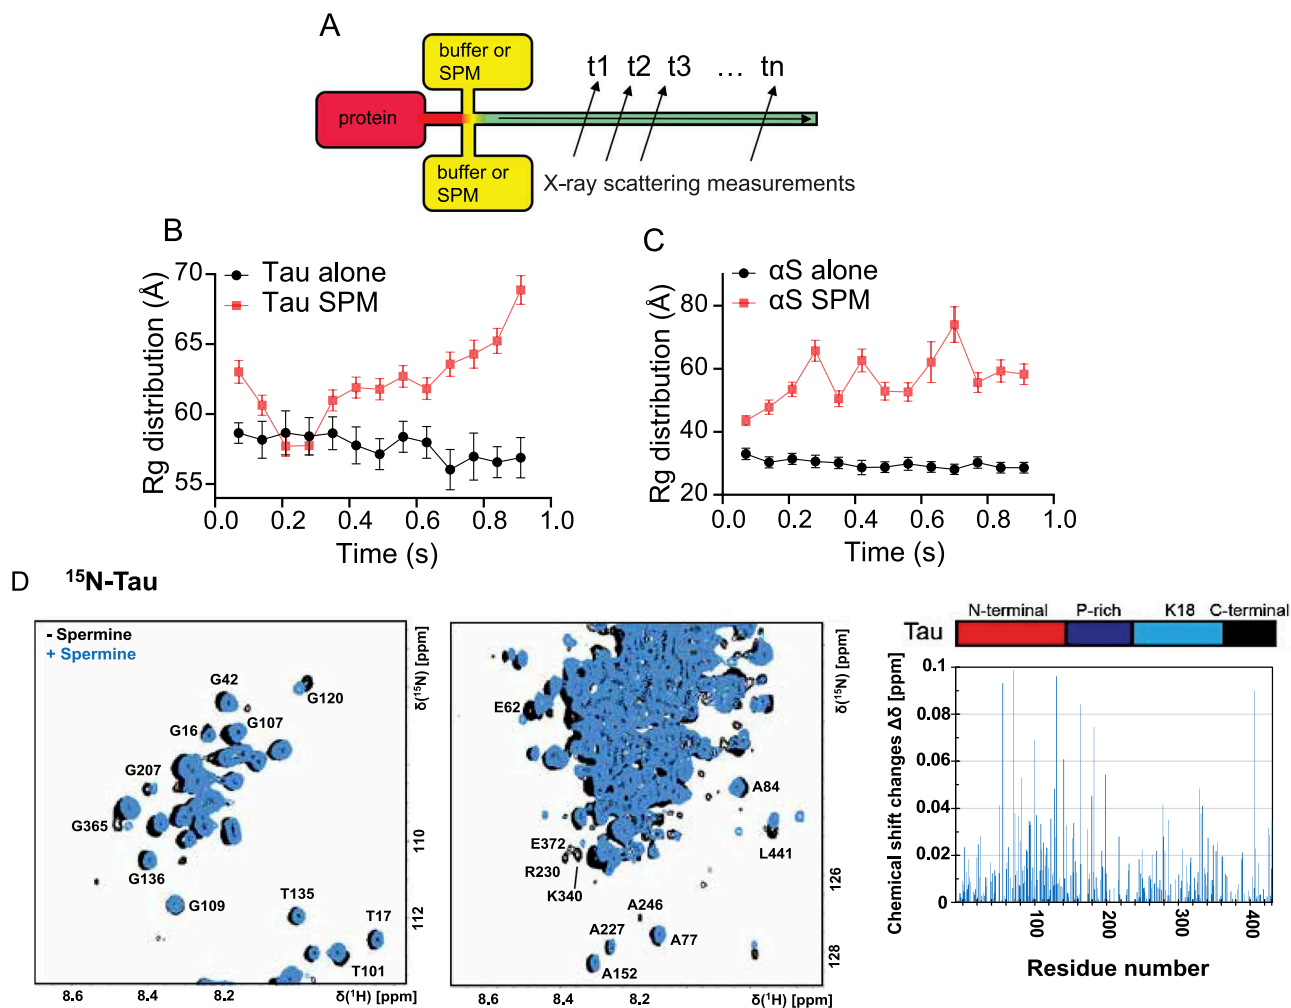 A
buffer or
SPM
protein
buffer or
SPM
t1 t2 t3 ... tn
X-ray scattering measurements
B
Tau alone
Tau SPM
Rg distribution (Å)
70
65
60
55
0.0 0.2 0.4 0.6 0.8 1.0
Time (s)
C
αS alone
αS SPM
Rg distribution (Å)
80
60
40
20
0.0 0.2 0.4 0.6 0.8 1.0
Time (s)
D
¹⁵N-Tau
- Spermine
+ Spermine
G42
G120
G16
G107
G207
G365
G136
G109
T135
T17
T101
δ(¹⁵N) [ppm]
110
112
8.6 8.4 8.2 δ(¹H) [ppm]
E62
A84
L441
E372
R230
K340
A246
A227
A77
A152
δ(¹⁵N) [ppm]
126
128
8.6 8.4 8.2 δ(¹H) [ppm]
N-terminal P-rich K18 C-terminal
Tau
Chemical shift changes Δδ [ppm]
0.1
0.08
0.06
0.04
0.02
0
100 200 300 400
Residue number